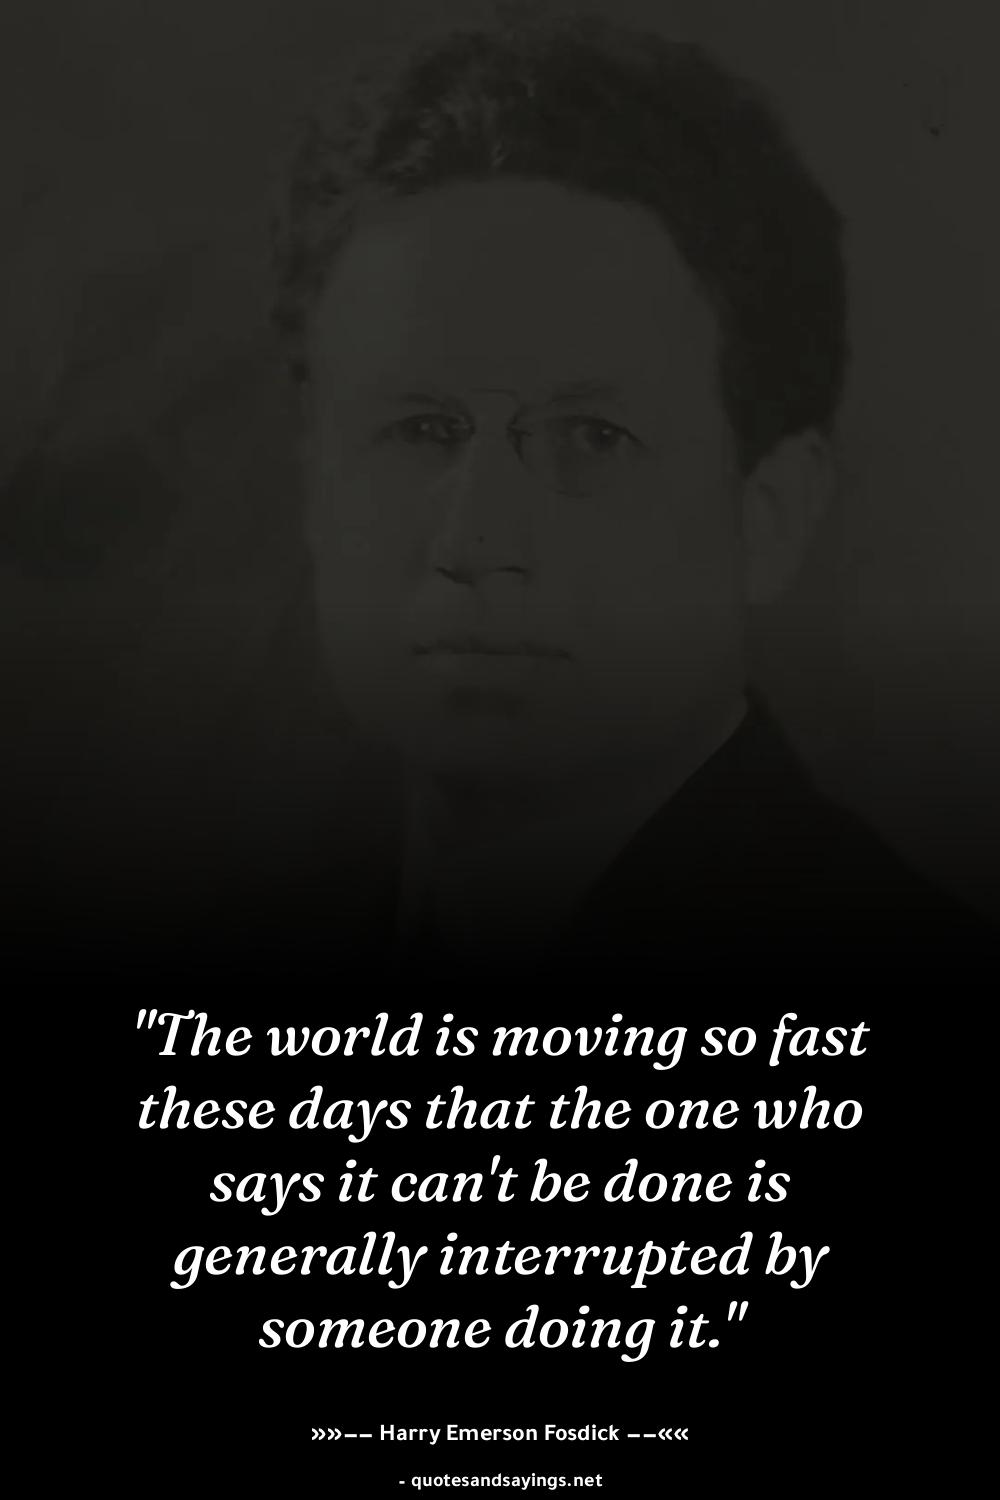 "The world is moving so fast
these days that the one who
says it can't be done is
generally interrupted by
someone doing it."
»»−− Harry Emerson Fosdick −−««
- quotesandsayings.net